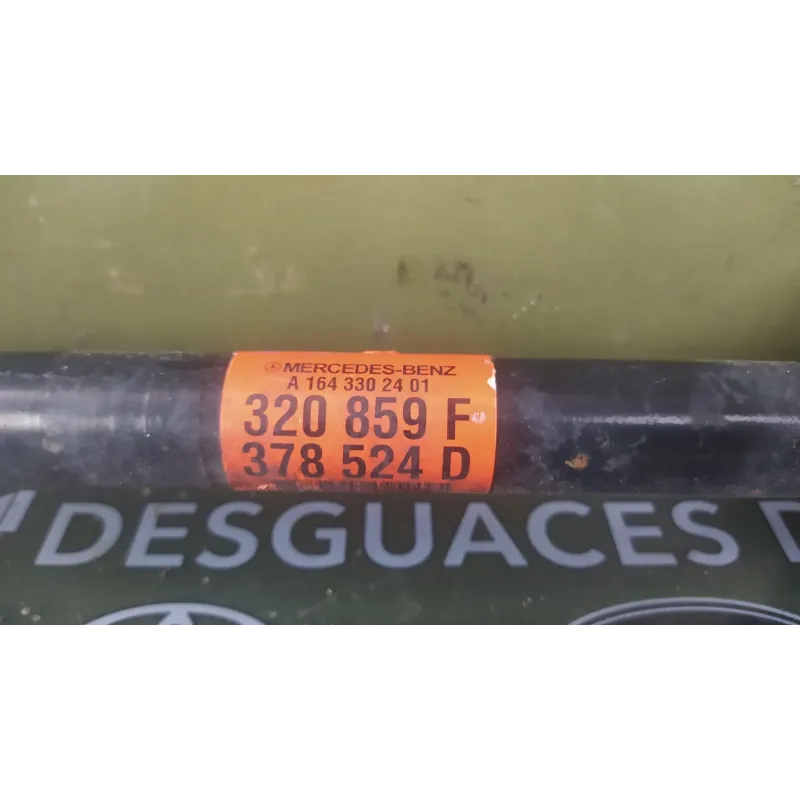 MERCEDES-BENZ
A 164 330 24 01
320 859 F
378 524 D
DESGUACES